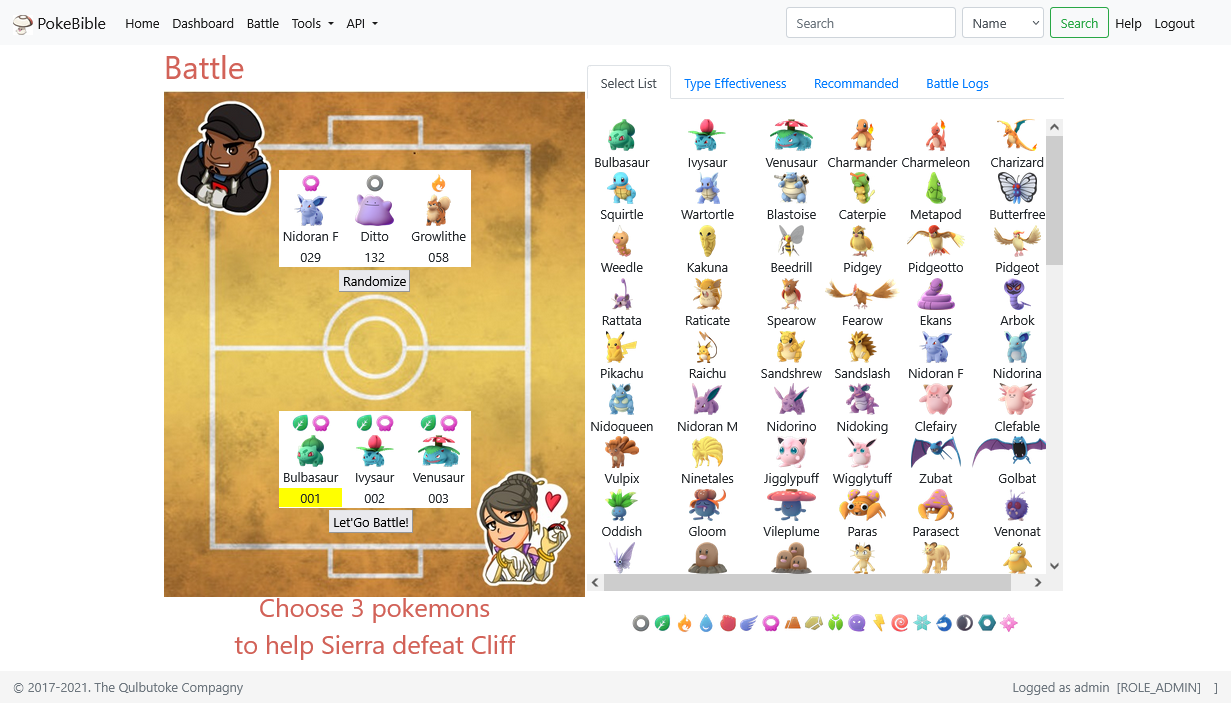 PokeBible Home Dashboard Battle Tools API Search Name Search Help Logout
Battle
Select List Type Effectiveness Recommanded Battle Logs
Nidoran F Ditto Growlithe
029 132 058
Randomize
Bulbasaur Ivysaur Venusaur
001 002 003
Let'Go Battle!
Choose 3 pokemons
to help Sierra defeat Cliff
Bulbasaur Ivysaur Venusaur Charmander Charmeleon Charizard
Squirtle Wartortle Blastoise Caterpie Metapod Butterfree
Weedle Kakuna Beedrill Pidgey Pidgeotto Pidgeot
Rattata Raticate Spearow Fearow Ekans Arbok
Pikachu Raichu Sandshrew Sandslash Nidoran F Nidorina
Nidoqueen Nidoran M Nidorino Nidoking Clefairy Clefable
Vulpix Ninetales Jigglypuff Wigglytuff Zubat Golbat
Oddish Gloom Vileplume Paras Parasect Venonat
© 2017-2021. The Qulbutoke Compagny Logged as admin [ROLE_ADMIN] ]